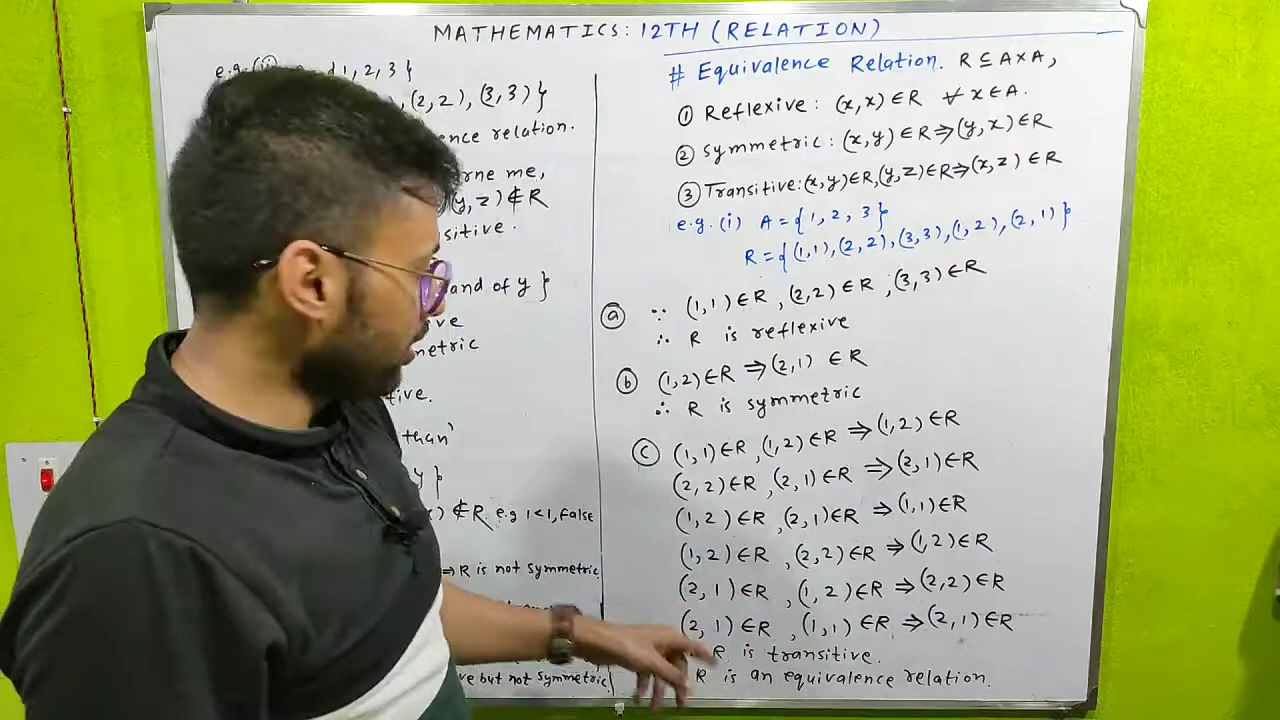 MATHEMATICS: 12TH (RELATION)
e.g. (i) 1, 2, 3}
, (2,2), (3,3)}
ence relation.
rne me,
(y, z) ∉ R
sitive.
and of y}
ive
metric
tive.
than'
y}
) ∉ R e.g 1<1, false
⇒ R is not symmetric
ve but not symmetric
# Equivalence Relation. R ⊆ A×A,
① Reflexive: (x,x) ∈ R ∀ x ∈ A.
② symmetric: (x,y) ∈ R ⇒ (y,x) ∈ R
③ Transitive: (x,y) ∈ R, (y,z) ∈ R ⇒ (x,z) ∈ R
e.g. (i) A = {1, 2, 3}
R = {(1,1), (2,2), (3,3), (1,2), (2,1)}
ⓐ ∵ (1,1) ∈ R, (2,2) ∈ R, (3,3) ∈ R
∴ R is reflexive
ⓑ (1,2) ∈ R ⇒ (2,1) ∈ R
∴ R is symmetric
ⓒ (1,1) ∈ R, (1,2) ∈ R ⇒ (1,2) ∈ R
(2,2) ∈ R, (2,1) ∈ R ⇒ (2,1) ∈ R
(1,2) ∈ R, (2,1) ∈ R ⇒ (1,1) ∈ R
(1,2) ∈ R, (2,2) ∈ R ⇒ (1,2) ∈ R
(2,1) ∈ R, (1,2) ∈ R ⇒ (2,2) ∈ R
(2,1) ∈ R, (1,1) ∈ R ⇒ (2,1) ∈ R
R is transitive.
R is an equivalence relation.